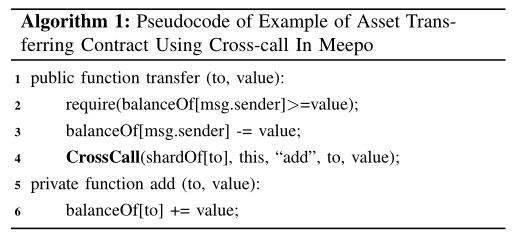 Algorithm 1: Pseudocode of Example of Asset Trans-
ferring Contract Using Cross-call In Meepo
1 public function transfer (to, value):
2 require(balanceOf[msg.sender]>=value);
3 balanceOf[msg.sender] -= value;
4 CrossCall(shardOf[to], this, “add”, to, value);
5 private function add (to, value):
6 balanceOf[to] += value;